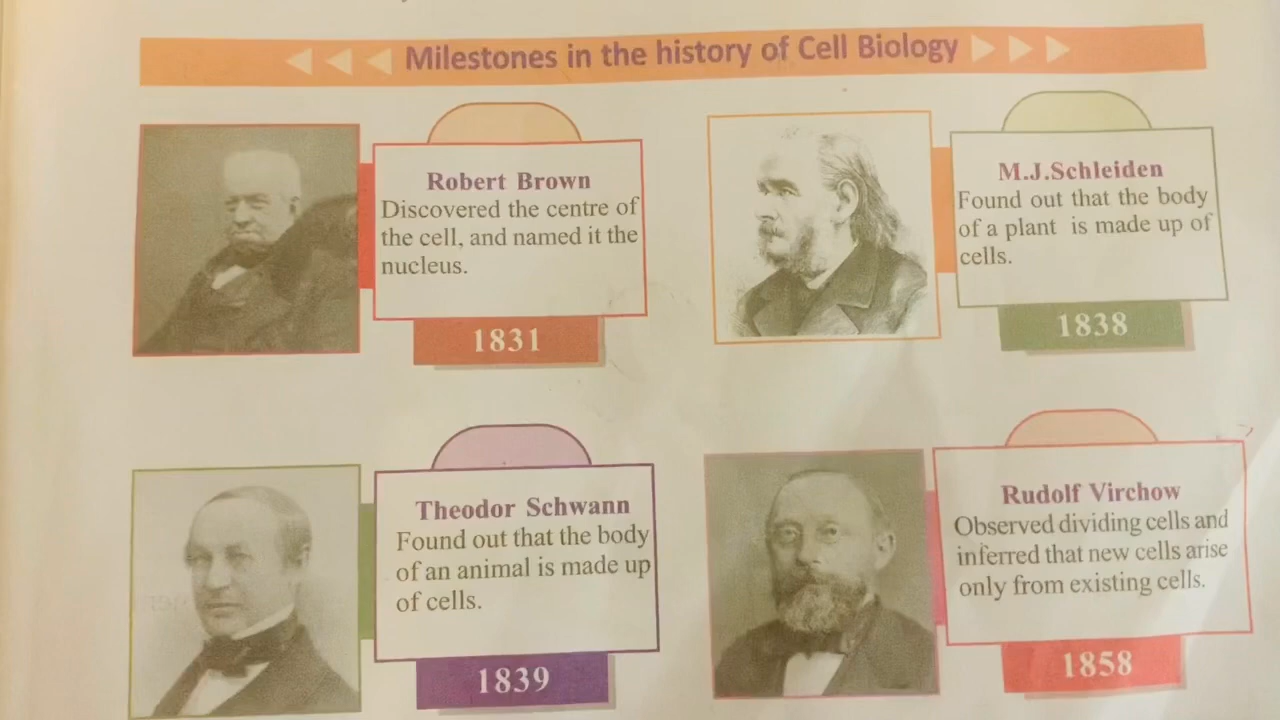 Milestones in the history of Cell Biology
Robert Brown
Discovered the centre of
the cell, and named it the
nucleus.
1831
M.J.Schleiden
Found out that the body
of a plant is made up of
cells.
1838
Theodor Schwann
Found out that the body
of an animal is made up
of cells.
1839
Rudolf Virchow
Observed dividing cells and
inferred that new cells arise
only from existing cells.
1858